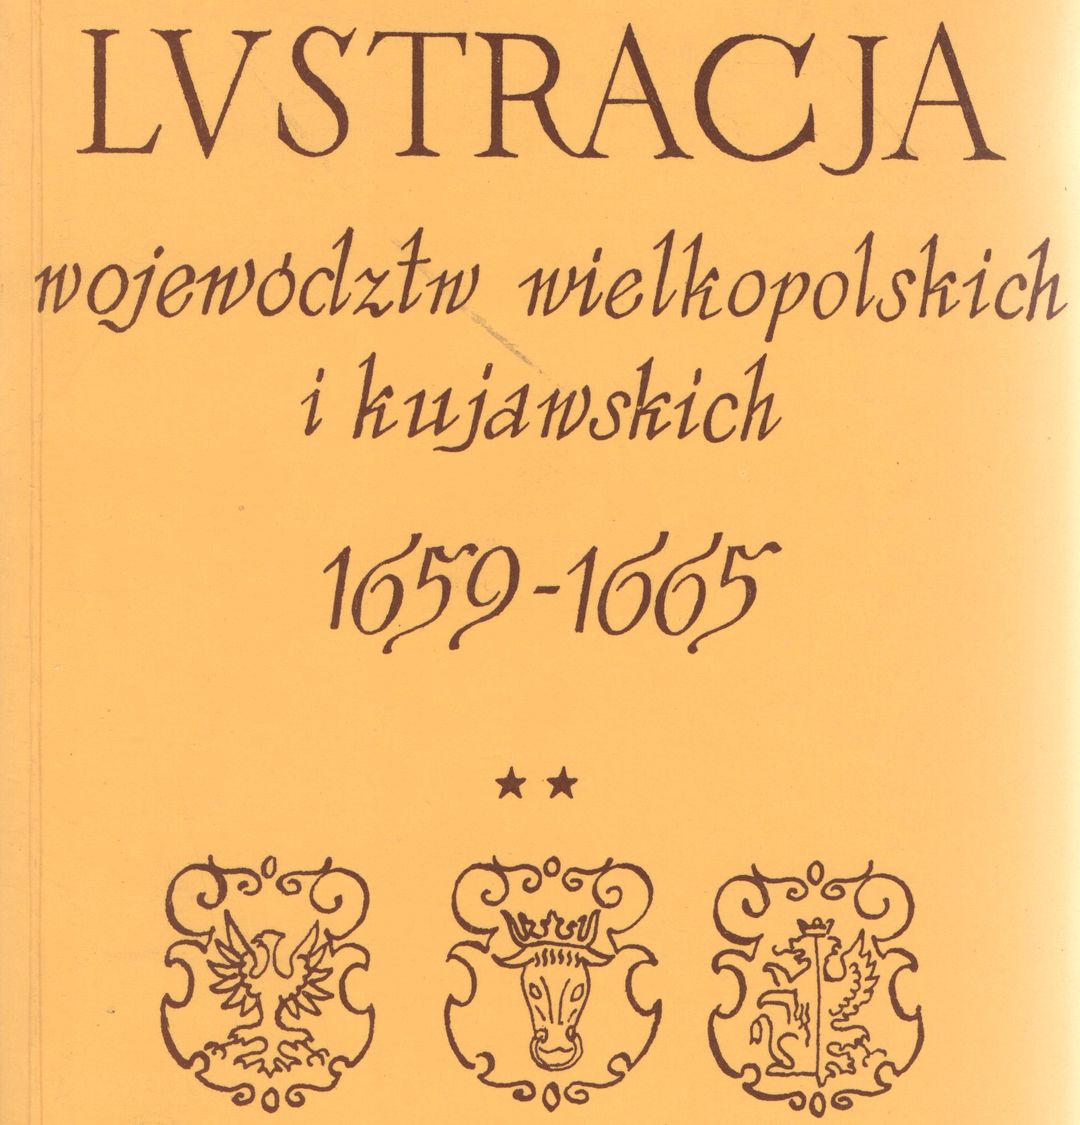 LVSTRACJA
województw wielkopolskich
i kujawskich
1659-1665
★ ★